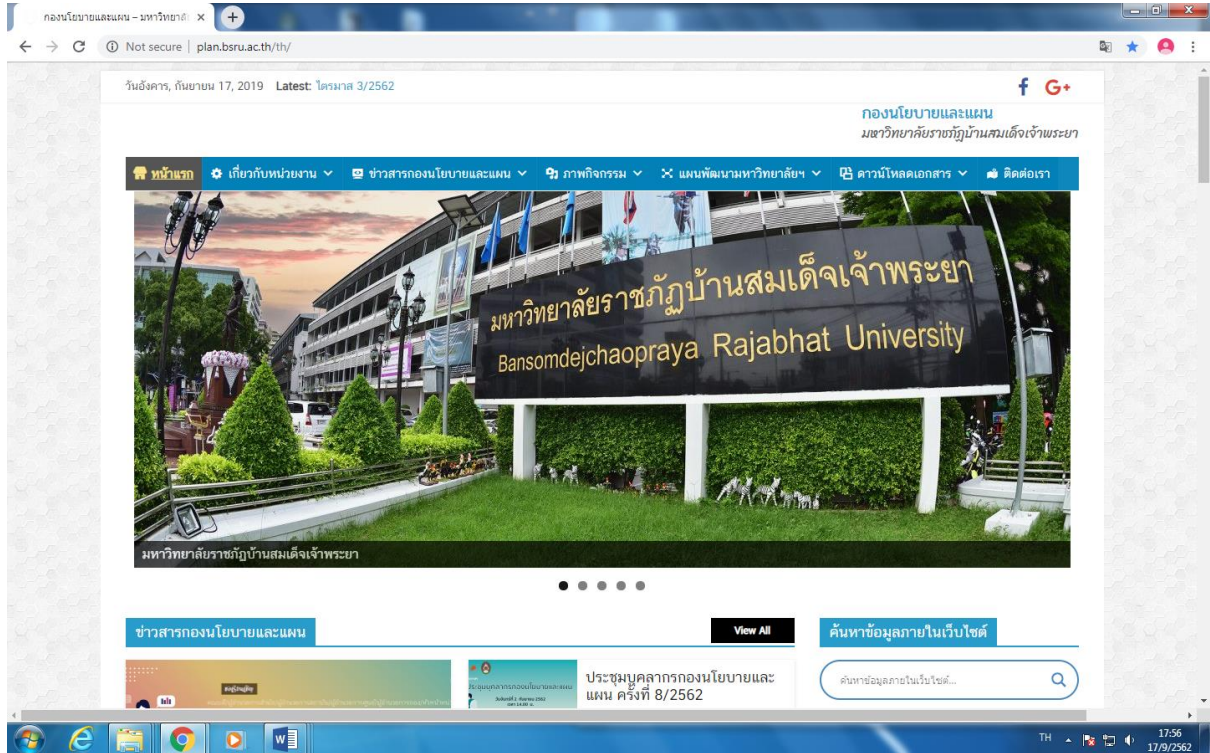 กองนโยบายและแผน – มหาวิทยาลั
Not secure | plan.bsru.ac.th/th/
วันอังคาร, กันยายน 17, 2019 Latest: ไตรมาส 3/2562
กองนโยบายและแผน
มหาวิทยาลัยราชภัฏบ้านสมเด็จเจ้าพระยา
หน้าแรก เกี่ยวกับหน่วยงาน ข่าวสารกองนโยบายและแผน ภาพกิจกรรม แผนพัฒนามหาวิทยาลัยฯ ดาวน์โหลดเอกสาร ติดต่อเรา
มหาวิทยาลัยราชภัฏบ้านสมเด็จเจ้าพระยา
Bansomdejchaopraya Rajabhat University
มหาวิทยาลัยราชภัฏบ้านสมเด็จเจ้าพระยา
ข่าวสารกองนโยบายและแผน
View All
ค้นหาข้อมูลภายในเว็บไซต์
ประชุมบุคลากรกองนโยบายและ
แผน ครั้งที่ 8/2562
ค้นหาข้อมูลภายในเว็บไซต์...
TH
17:56
17/9/2562